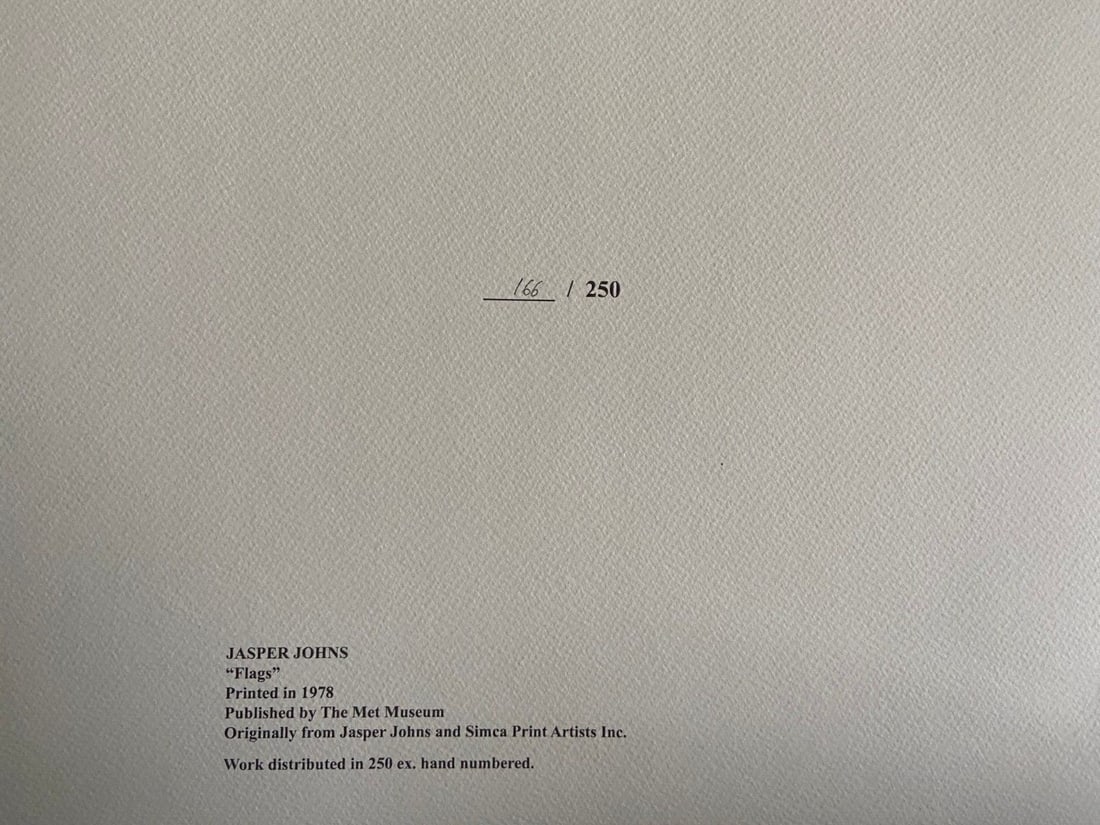 166 / 250
JASPER JOHNS
“Flags”
Printed in 1978
Published by The Met Museum
Originally from Jasper Johns and Simca Print Artists Inc.
Work distributed in 250 ex. hand numbered.